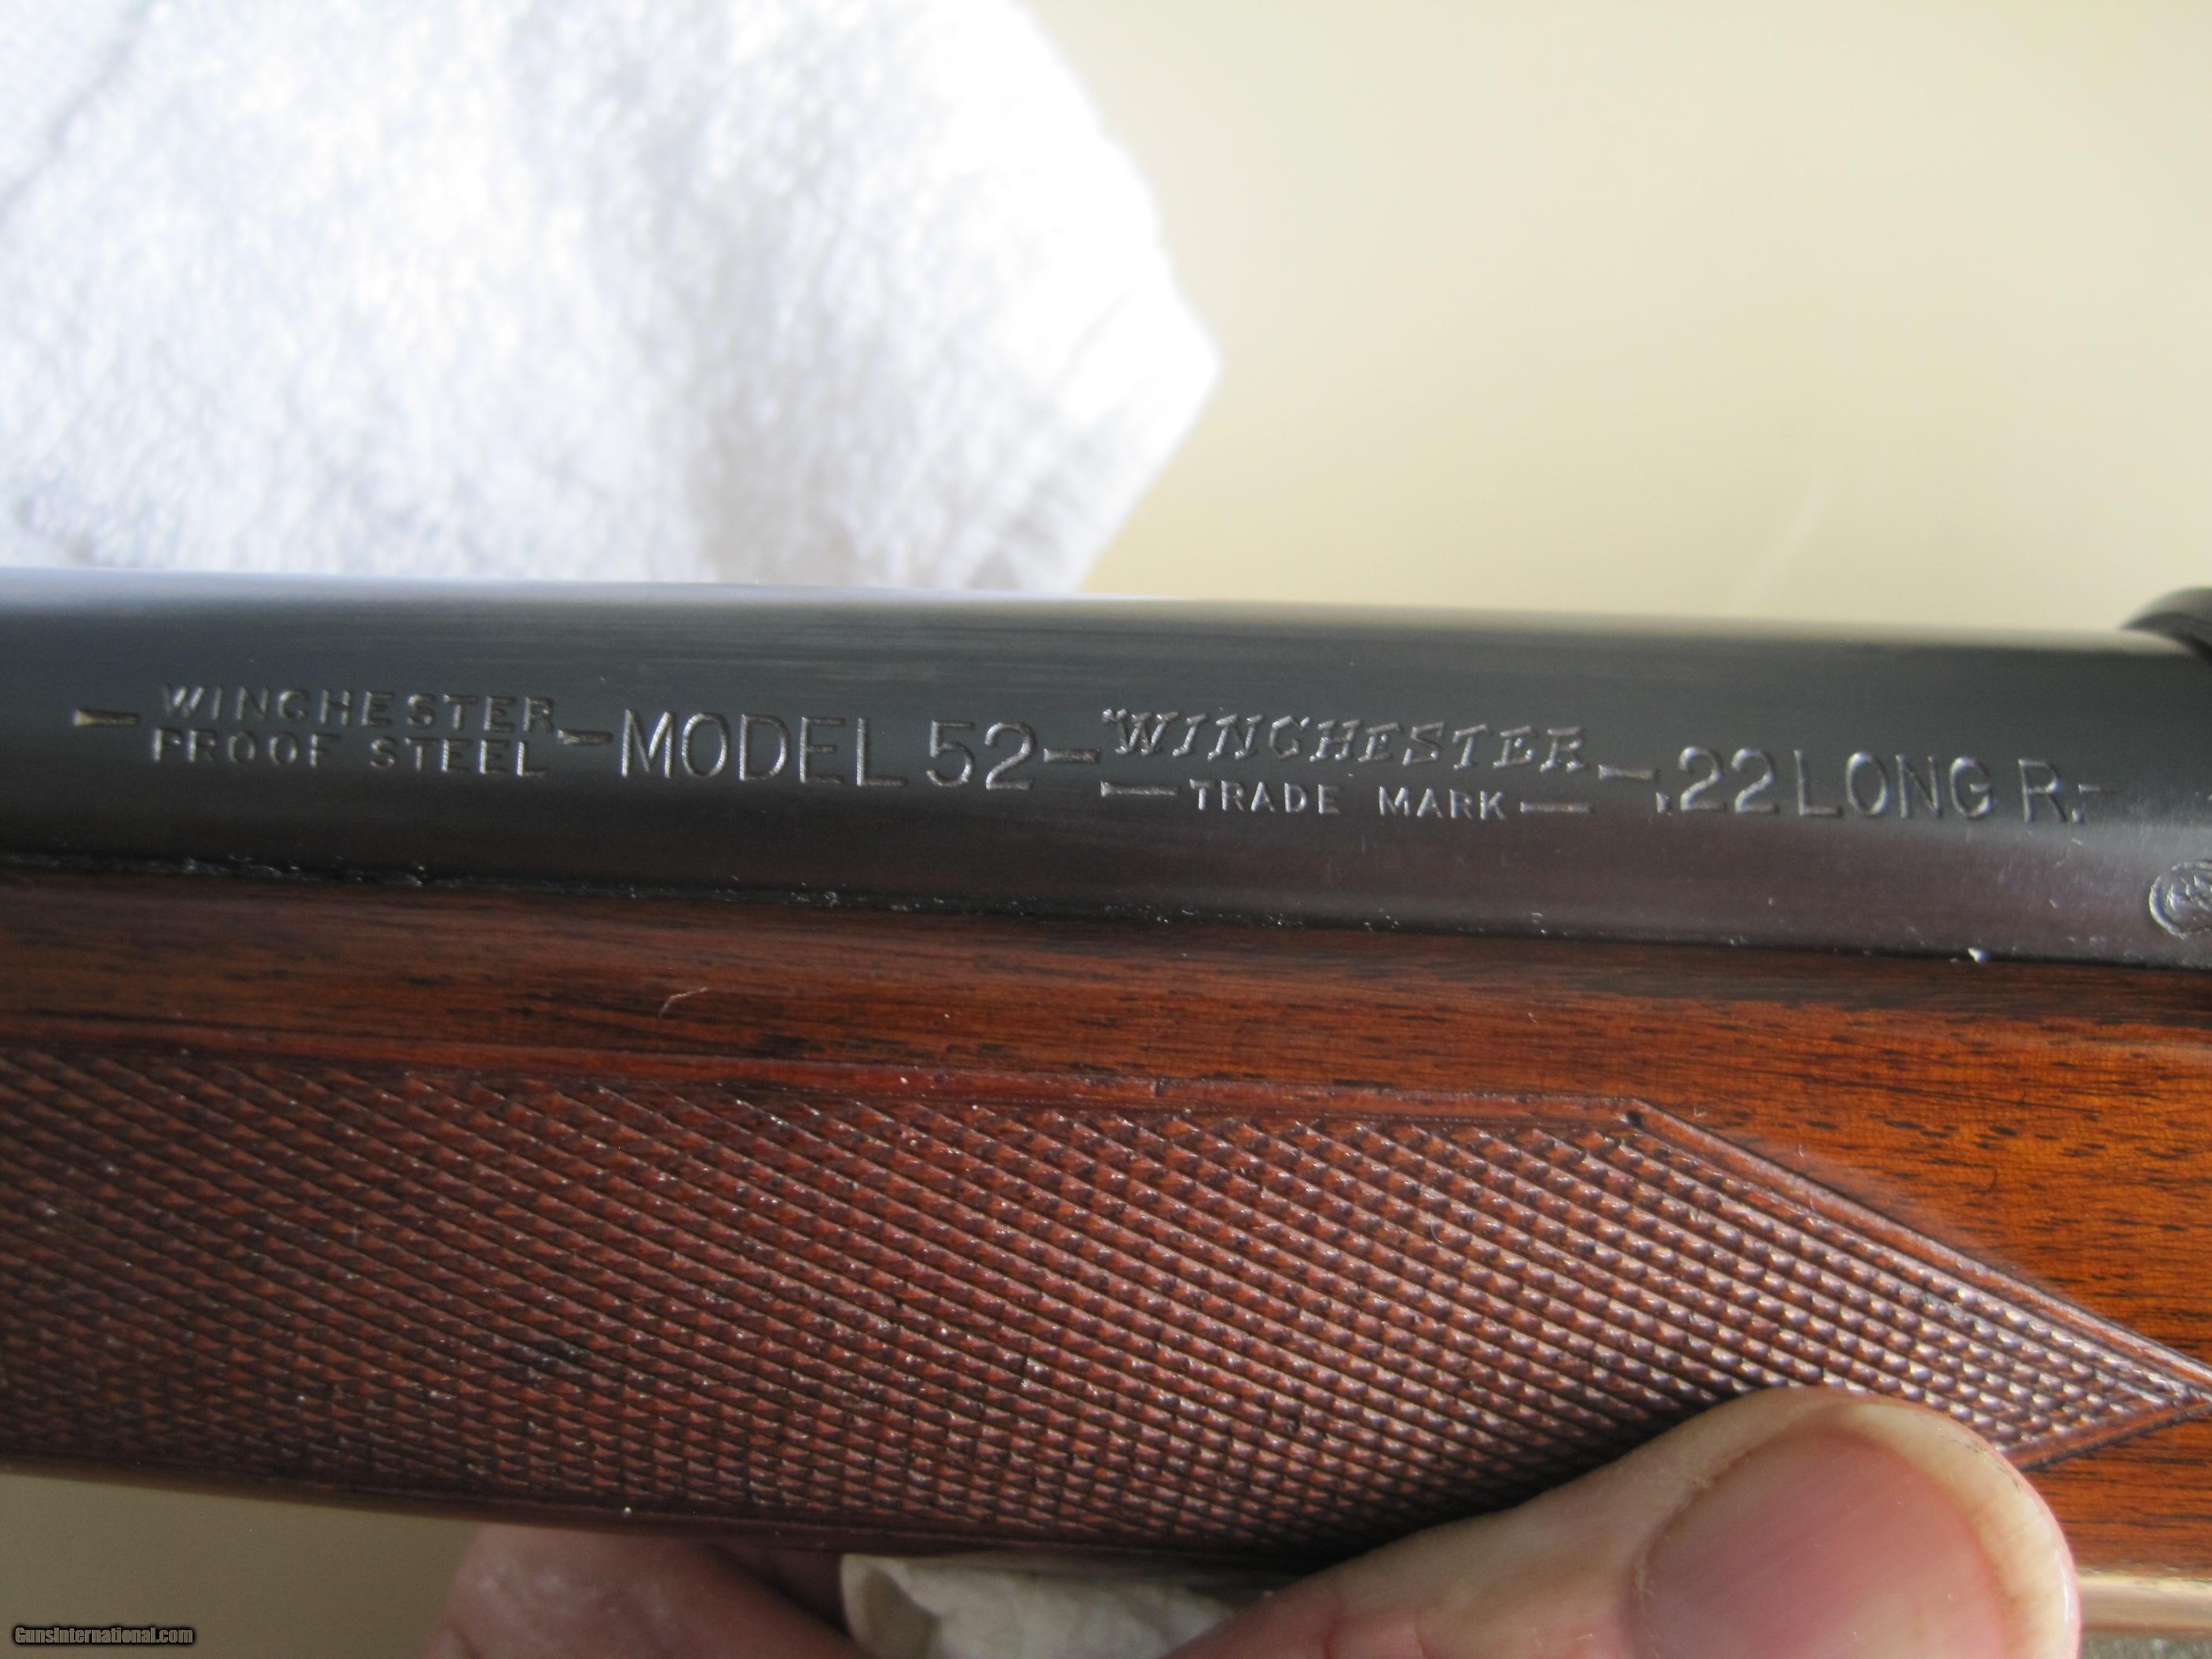 WINCHESTER
PROOF STEEL
-MODEL 52-
WINCHESTER
—TRADE MARK—
-.22 LONG R.-
GunsInternational.com